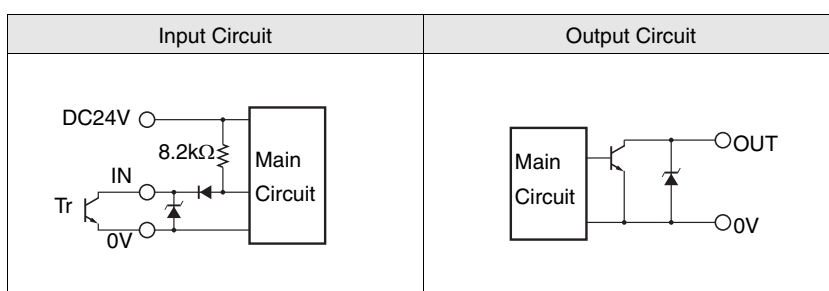 Input Circuit
Output Circuit
DC24V
8.2kΩ
IN
Tr
0V
Main
Circuit
Main
Circuit
OUT
0V